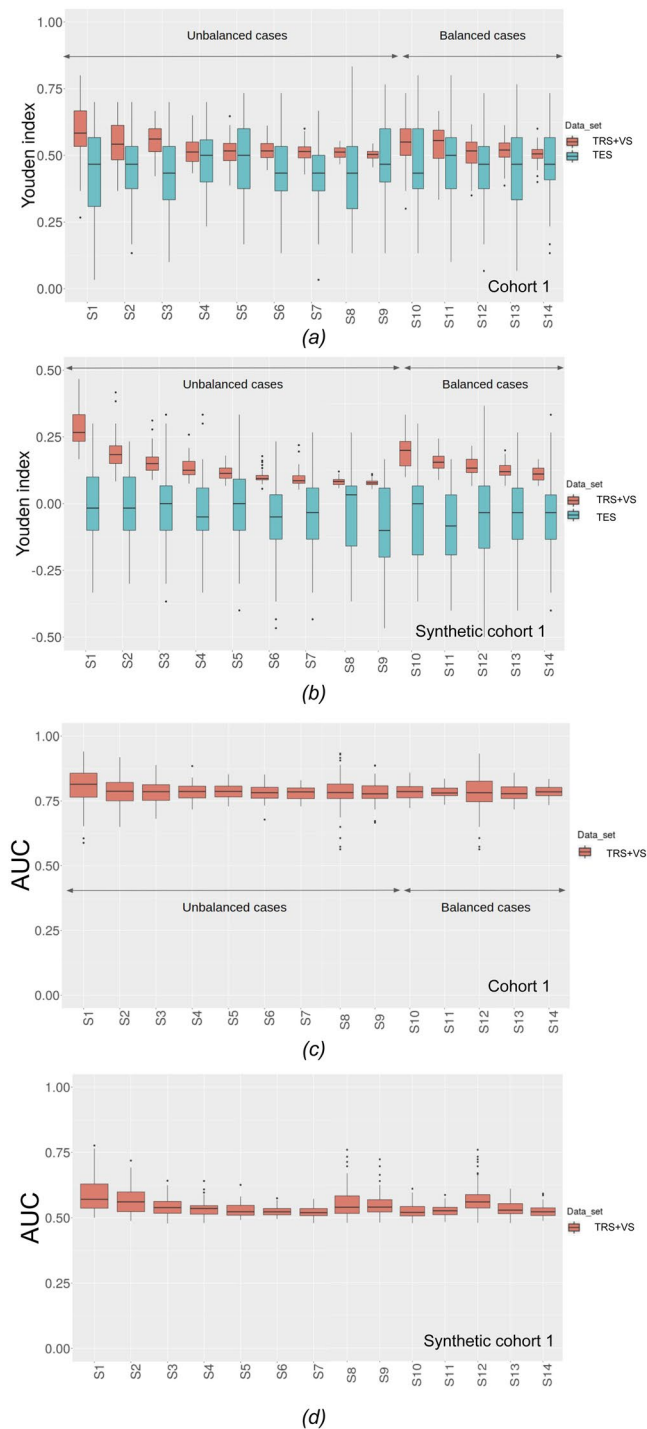 1.00
Unbalanced cases
Balanced cases
0.75
Youden index
0.50
0.25
0.00
Data_set
TRS+VS
TES
Cohort 1
S1 S2 S3 S4 S5 S6 S7 S8 S9 S10 S11 S12 S13 S14
(a)
0.50
Unbalanced cases
Balanced cases
0.25
Youden index
0.00
-0.25
-0.50
Data_set
TRS+VS
TES
Synthetic cohort 1
S1 S2 S3 S4 S5 S6 S7 S8 S9 S10 S11 S12 S13 S14
(b)
1.00
0.75
AUC
0.50
0.25
0.00
Data_set
TRS+VS
Unbalanced cases
Balanced cases
Cohort 1
S1 S2 S3 S4 S5 S6 S7 S8 S9 S10 S11 S12 S13 S14
(c)
1.00
0.75
AUC
0.50
0.25
0.00
Data_set
TRS+VS
Synthetic cohort 1
S1 S2 S3 S4 S5 S6 S7 S8 S9 S10 S11 S12 S13 S14
(d)